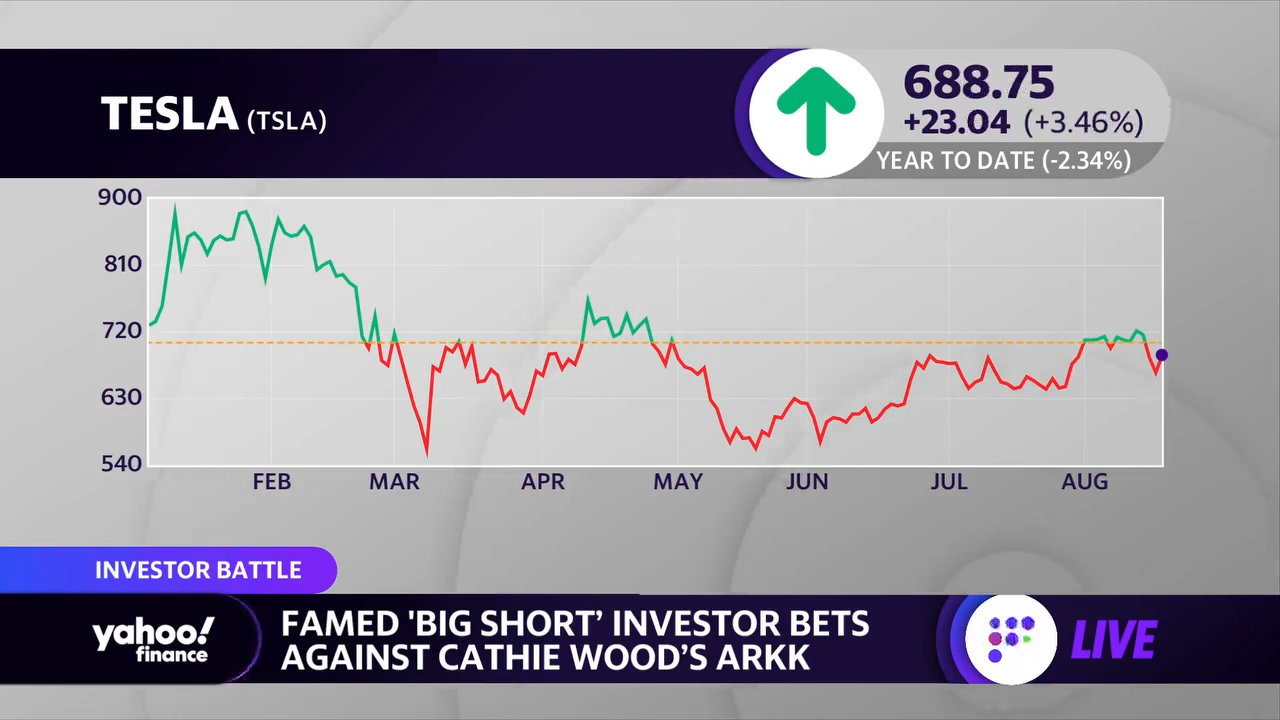 TESLA (TSLA)
688.75
+23.04 (+3.46%)
YEAR TO DATE (-2.34%)
900
810
720
630
540
FEB MAR APR MAY JUN JUL AUG
INVESTOR BATTLE
yahoo!
finance
FAMED 'BIG SHORT’ INVESTOR BETS
AGAINST CATHIE WOOD’S ARKK
LIVE